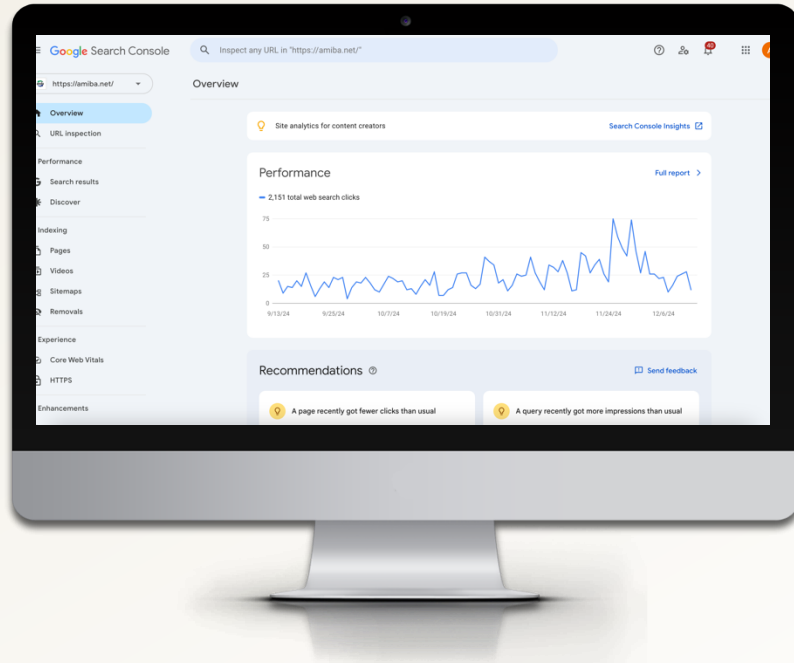 Google Search Console
Inspect any URL in "https://amiba.net/"
40
https://amiba.net/
Overview
Overview
URL inspection
Performance
Search results
Discover
Indexing
Pages
Videos
Sitemaps
Removals
Experience
Core Web Vitals
HTTPS
Enhancements
Site analytics for content creators
Search Console Insights
Performance
Full report
2,151 total web search clicks
75
50
25
0
9/13/24 9/25/24 10/7/24 10/19/24 10/31/24 11/12/24 11/24/24 12/6/24
Recommendations
Send feedback
A page recently got fewer clicks than usual
A query recently got more impressions than usual